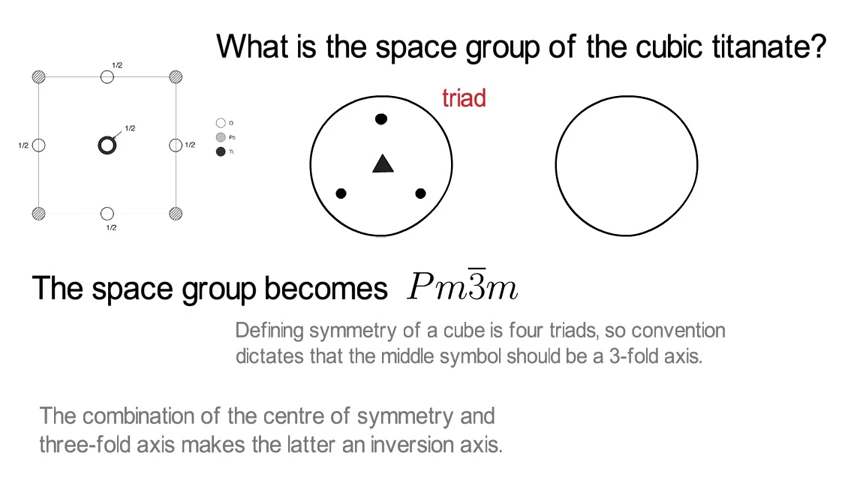 What is the space group of the cubic titanate?
1/2
triad
1/2
O
1/2
1/2
Pb
Ti
1/2
The space group becomes Pm3̅m
Defining symmetry of a cube is four triads, so convention
dictates that the middle symbol should be a 3-fold axis.
The combination of the centre of symmetry and
three-fold axis makes the latter an inversion axis.